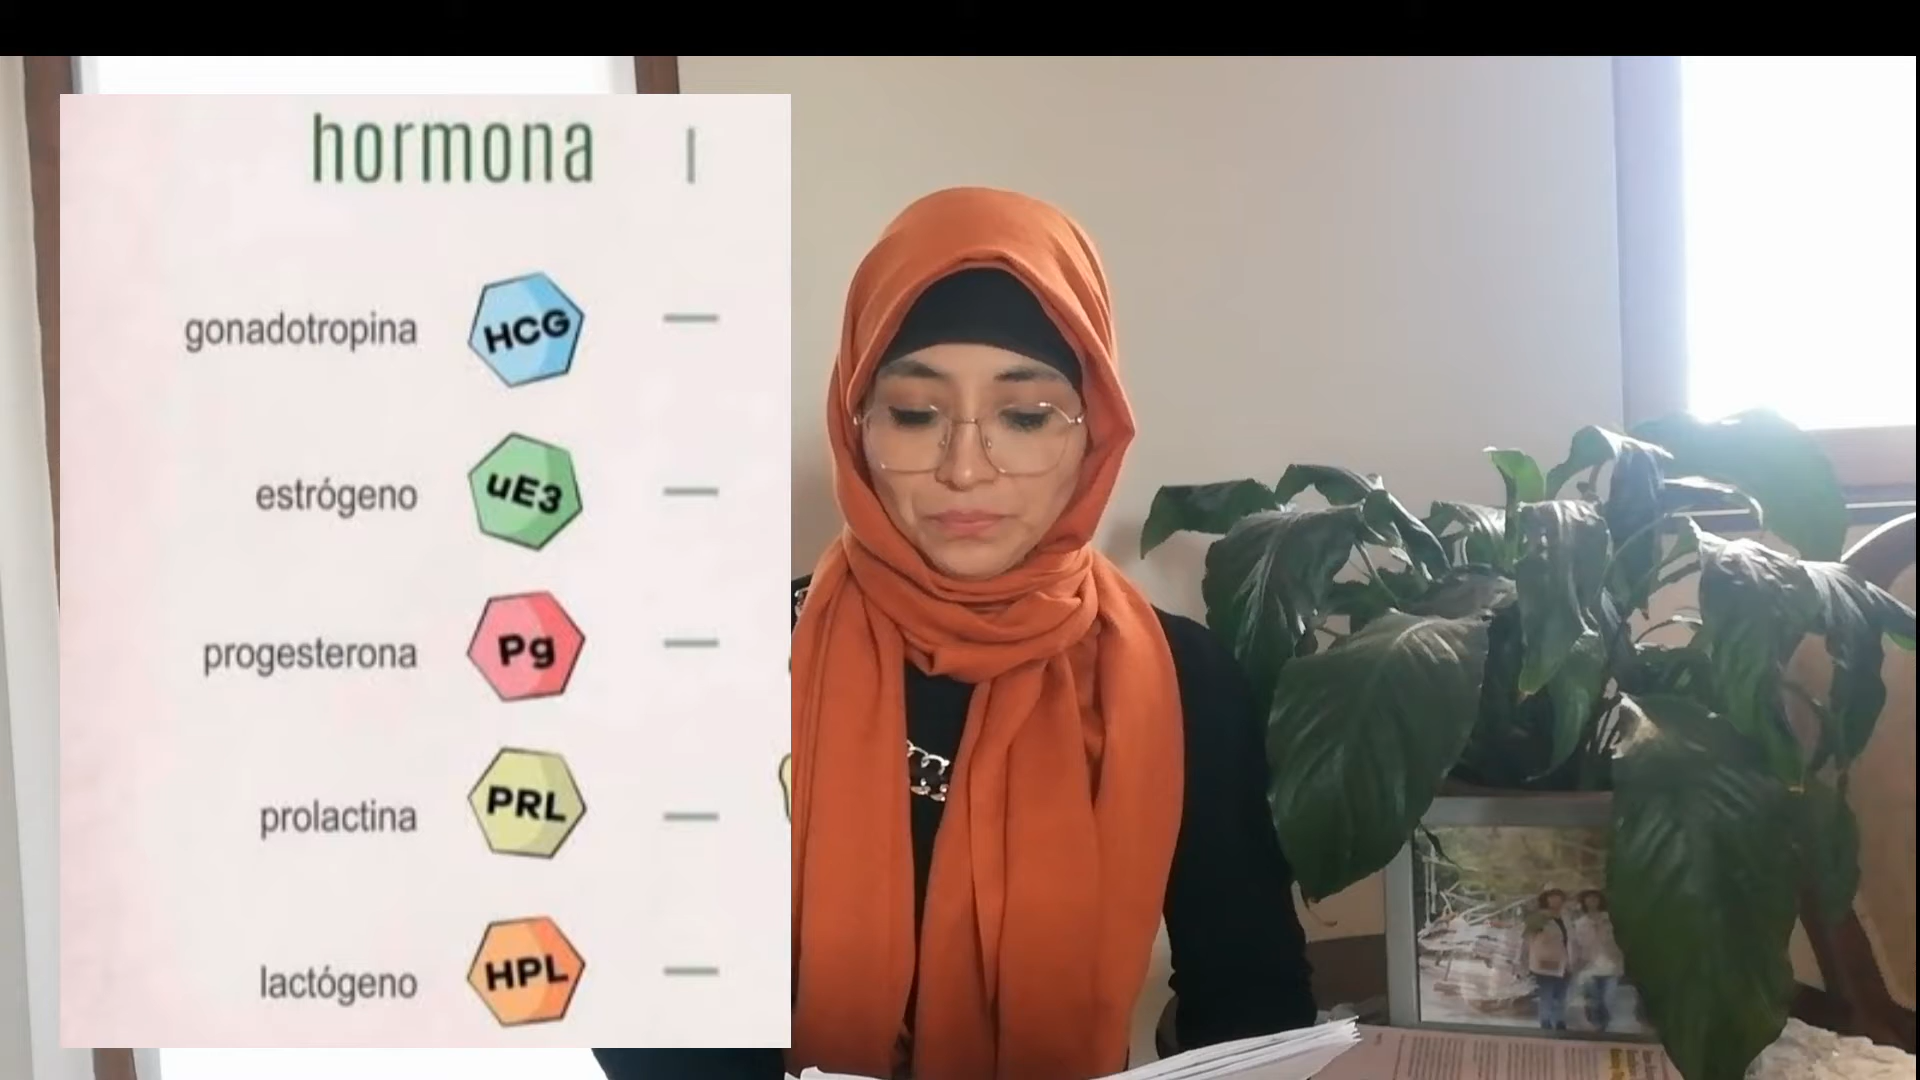 hormona
gonadotropina HCG
estrógeno uE3
progesterona Pg
prolactina PRL
lactógeno HPL